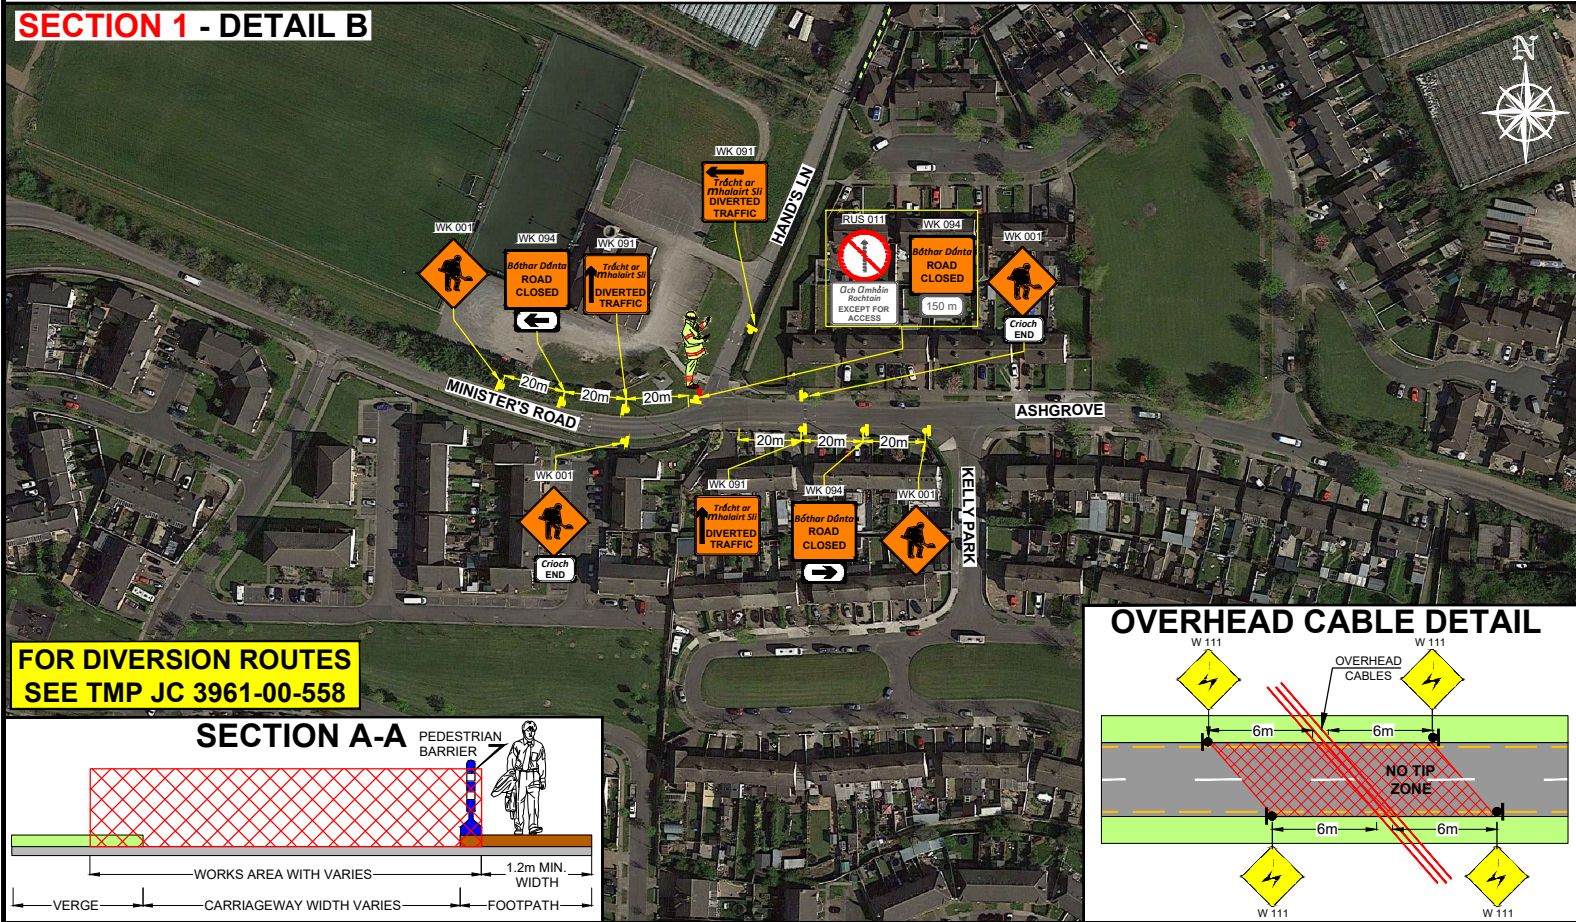 SECTION 1 - DETAIL B
N
WK 091
Trácht ar
mhalairt Slí
DIVERTED
TRAFFIC
HAND'S LN
WK 001
WK 094
Bóthar Dúnta
ROAD
CLOSED
WK 091
Trácht ar
mhalairt Slí
DIVERTED
TRAFFIC
RUS 011
Ach Amháin
Rochtain
EXCEPT FOR
ACCESS
WK 094
Bóthar Dúnta
ROAD
CLOSED
150 m
WK 001
Críoch
END
20m
20m
20m
MINISTER'S ROAD
ASHGROVE
20m
20m
20m
KELLY PARK
WK 001
Críoch
END
WK 091
Trácht ar
mhalairt Slí
DIVERTED
TRAFFIC
WK 094
Bóthar Dúnta
ROAD
CLOSED
WK 001
FOR DIVERSION ROUTES
SEE TMP JC 3961-00-558
SECTION A-A
PEDESTRIAN
BARRIER
WORKS AREA WITH VARIES
1.2m MIN.
WIDTH
VERGE
CARRIAGEWAY WIDTH VARIES
FOOTPATH
OVERHEAD CABLE DETAIL
W 111
OVERHEAD
CABLES
W 111
6m
6m
NO TIP
ZONE
6m
6m
W 111
W 111